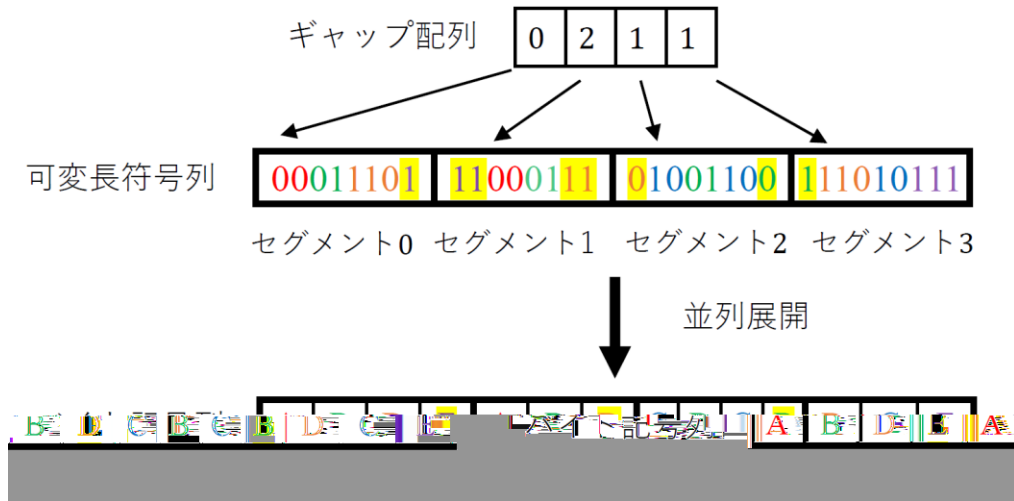 ギャップ配列 0 2 1 1
可変長符号列 00011101 11000111 01001100 111010111
セグメント0 セグメント1 セグメント2 セグメント3
並列展開
B D C B C B D C A B D E A